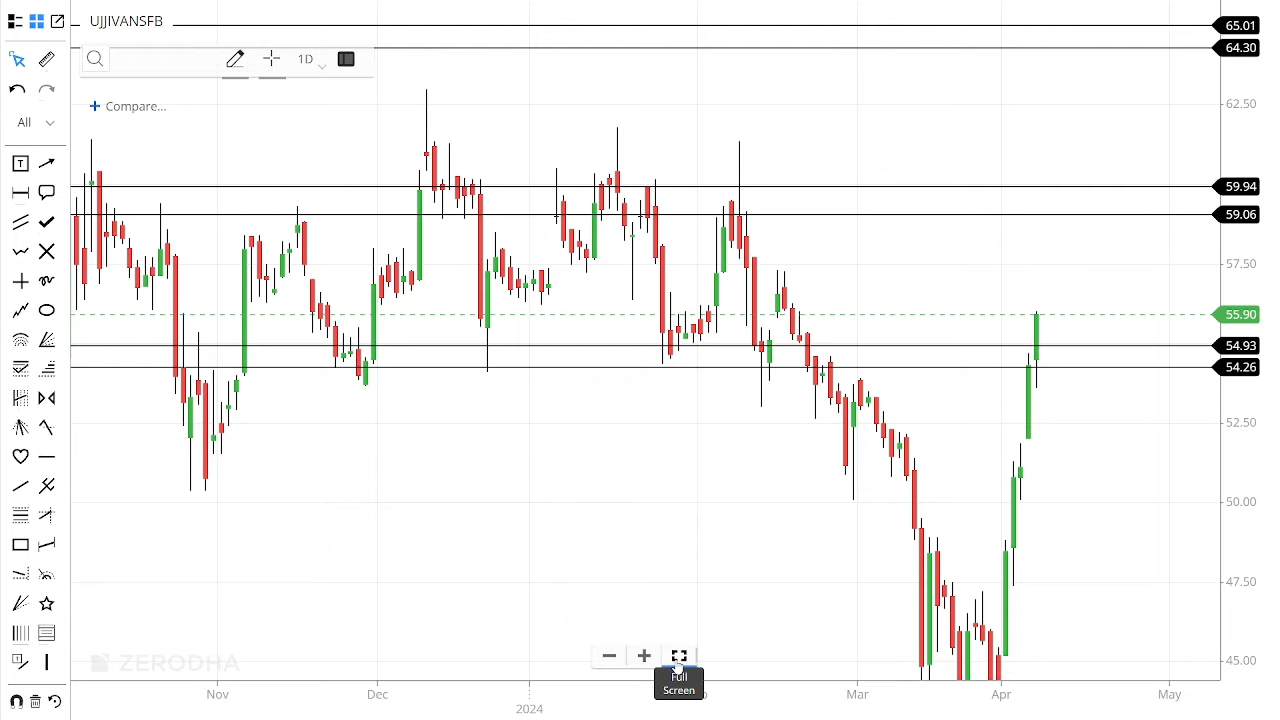 UJJIVANSFB
65.01
64.30
1D
62.50
+ Compare...
All
59.94
59.06
57.50
55.90
54.93
54.26
52.50
50.00
47.50
45.00
ZERODHA
Full
Screen
Nov
Dec
2024
Mar
Apr
May